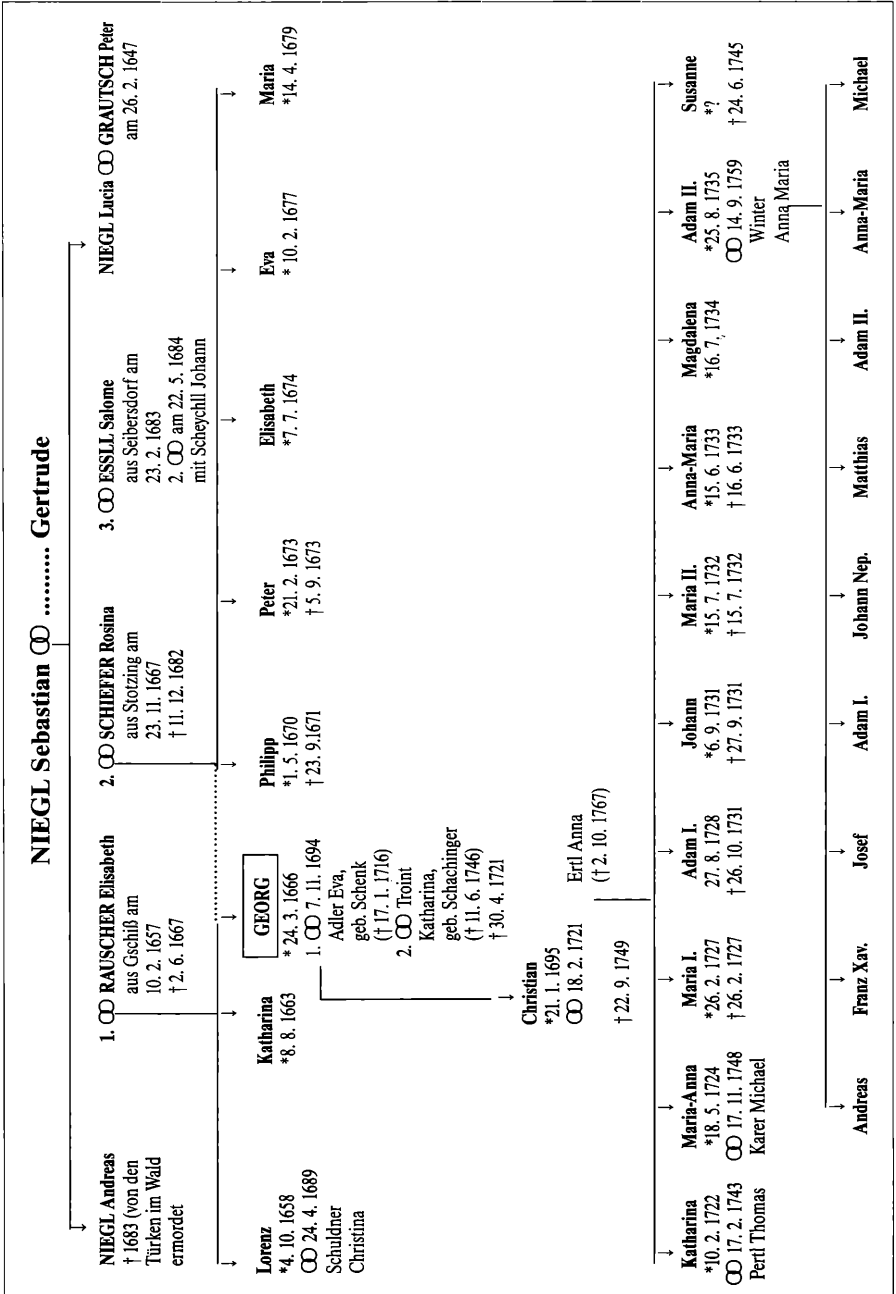 NIEGL Sebastian ⚭ .......... Gertrude
NIEGL Andreas
† 1683 (von den
Türken im Wald
ermordet
1. ⚭ RAUSCHER Elisabeth
aus Gschiß am
10. 2. 1657
† 2. 6. 1667
2. ⚭ SCHIEFER Rosina
aus Stotzing am
23. 11. 1667
† 11. 12. 1682
3. ⚭ ESSLL Salome
aus Seibersdorf am
23. 2. 1683
2. ⚭ am 22. 5. 1684
mit Scheychll Johann
NIEGL Lucia ⚭ GRAUTSCH Peter
am 26. 2. 1647
Lorenz
*4. 10. 1658
⚭ 24. 4. 1689
Schuldner
Christina
Katharina
*8. 8. 1663
GEORG
* 24. 3. 1666
1. ⚭ 7. 11. 1694
Adler Eva,
geb. Schenk
(† 17. 1. 1716)
2. ⚭ Troint
Katharina,
geb. Schachinger
(† 11. 6. 1746)
† 30. 4. 1721
Philipp
*1. 5. 1670
† 23. 9.1671
Peter
*21. 2. 1673
† 5. 9. 1673
Elisabeth
*7. 7. 1674
Eva
* 10. 2. 1677
Maria
*14. 4. 1679
Christian
*21. 1. 1695
⚭ 18. 2. 1721
† 22. 9. 1749
Ertl Anna
(† 2. 10. 1767)
Katharina
*10. 2. 1722
⚭ 17. 2. 1743
Pertl Thomas
Maria-Anna
*18. 5. 1724
⚭ 17. 11. 1748
Karer Michael
Maria I.
*26. 2. 1727
† 26. 2. 1727
Adam I.
27. 8. 1728
† 26. 10. 1731
Johann
*6. 9. 1731
† 27. 9. 1731
Maria II.
*15. 7. 1732
† 15. 7. 1732
Anna-Maria
*15. 6. 1733
† 16. 6. 1733
Magdalena
*16. 7, 1734
Adam II.
*25. 8. 1735
⚭ 14. 9. 1759
Winter
Anna Maria
Susanne
*?
† 24. 6. 1745
Andreas
Franz Xav.
Josef
Adam I.
Johann Nep.
Matthias
Adam II.
Anna-Maria
Michael